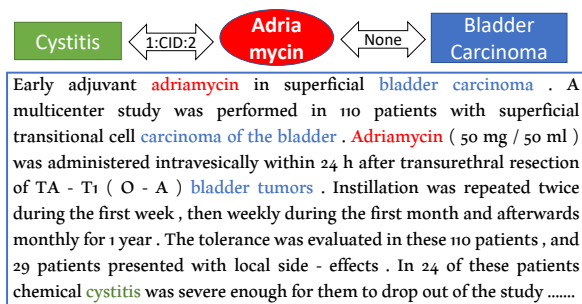 Cystitis
1:CID:2
Adria
mycin
None
Bladder
Carcinoma
Early adjuvant adriamycin in superficial bladder carcinoma . A
multicenter study was performed in 110 patients with superficial
transitional cell carcinoma of the bladder . Adriamycin ( 50 mg / 50 ml )
was administered intravesically within 24 h after transurethral resection
of TA - T1 ( O - A ) bladder tumors . Instillation was repeated twice
during the first week , then weekly during the first month and afterwards
monthly for 1 year . The tolerance was evaluated in these 110 patients , and
29 patients presented with local side - effects . In 24 of these patients
chemical cystitis was severe enough for them to drop out of the study .......